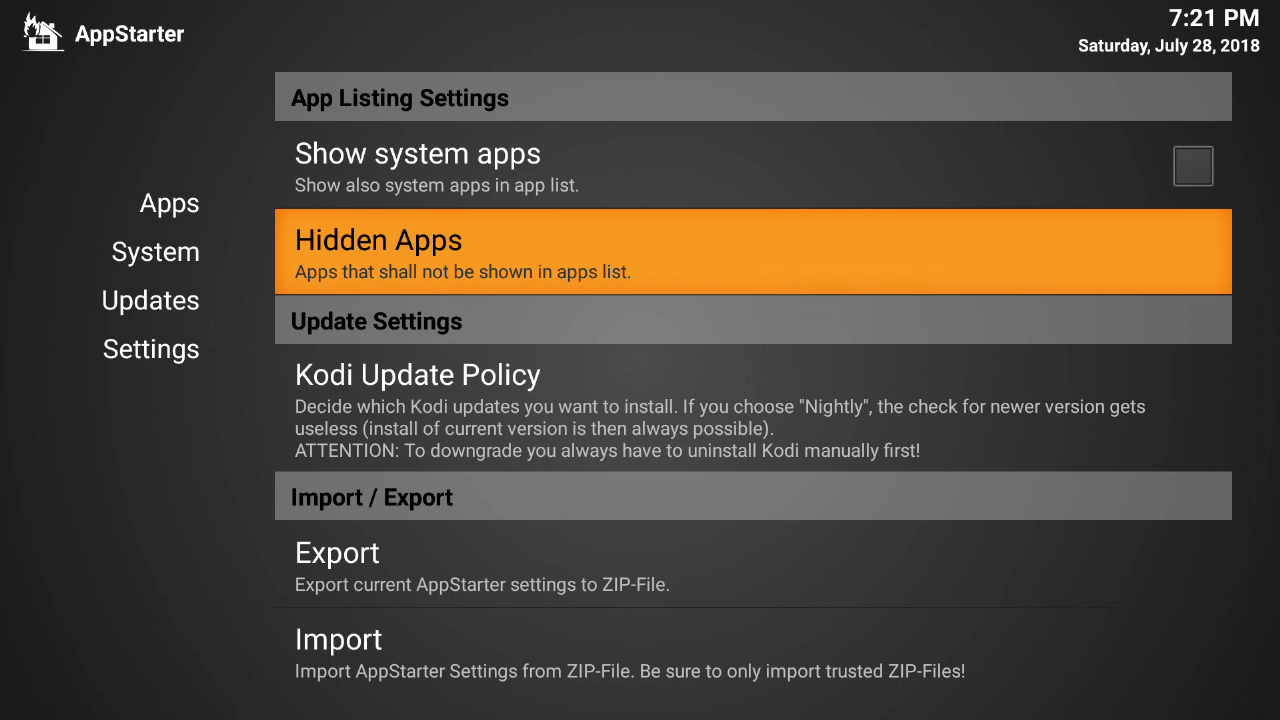 AppStarter
7:21 PM
Saturday, July 28, 2018
Apps
System
Updates
Settings
App Listing Settings
Show system apps
Show also system apps in app list.
Hidden Apps
Apps that shall not be shown in apps list.
Update Settings
Kodi Update Policy
Decide which Kodi updates you want to install. If you choose "Nightly", the check for newer version gets
useless (install of current version is then always possible).
ATTENTION: To downgrade you always have to uninstall Kodi manually first!
Import / Export
Export
Export current AppStarter settings to ZIP-File.
Import
Import AppStarter Settings from ZIP-File. Be sure to only import trusted ZIP-Files!